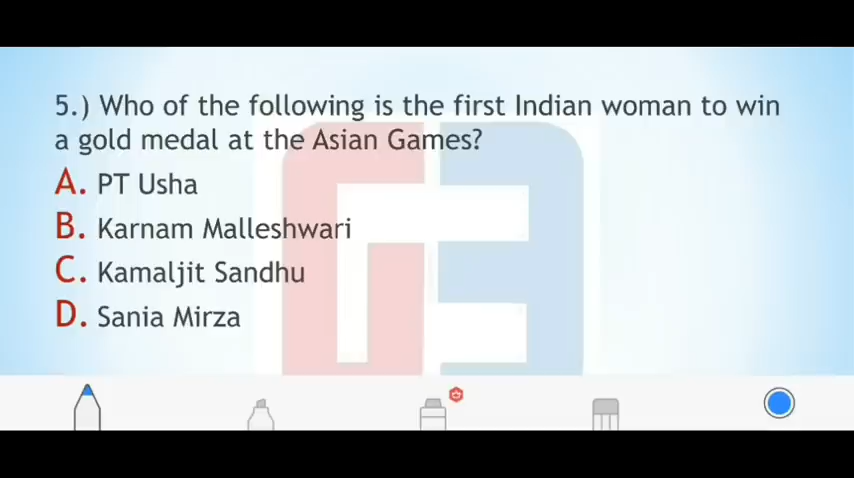 5.) Who of the following is the first Indian woman to win
a gold medal at the Asian Games?
A. PT Usha
B. Karnam Malleshwari
C. Kamaljit Sandhu
D. Sania Mirza